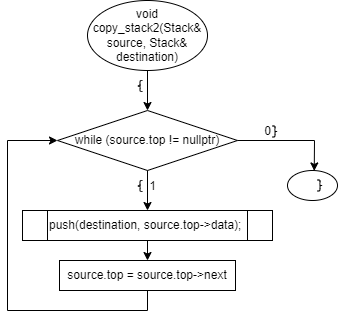 void
copy_stack2(Stack&
source, Stack&
destination)
{
while (source.top != nullptr)
0}
{ 1
}
push(destination, source.top->data);
source.top = source.top->next